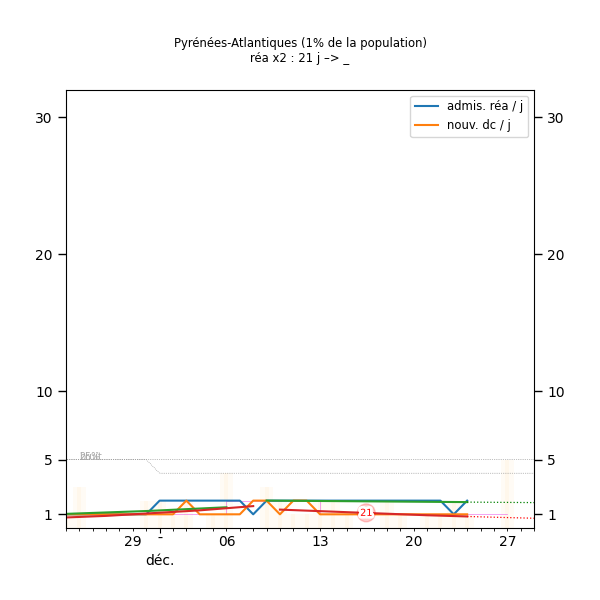 Pyrénées-Atlantiques (1% de la population)
réa x2 : 21 j –> _
admis. réa / j
nouv. dc / j
30 30
20 20
10 10
5 5
1 1
21
29 06 13 20 27
déc.